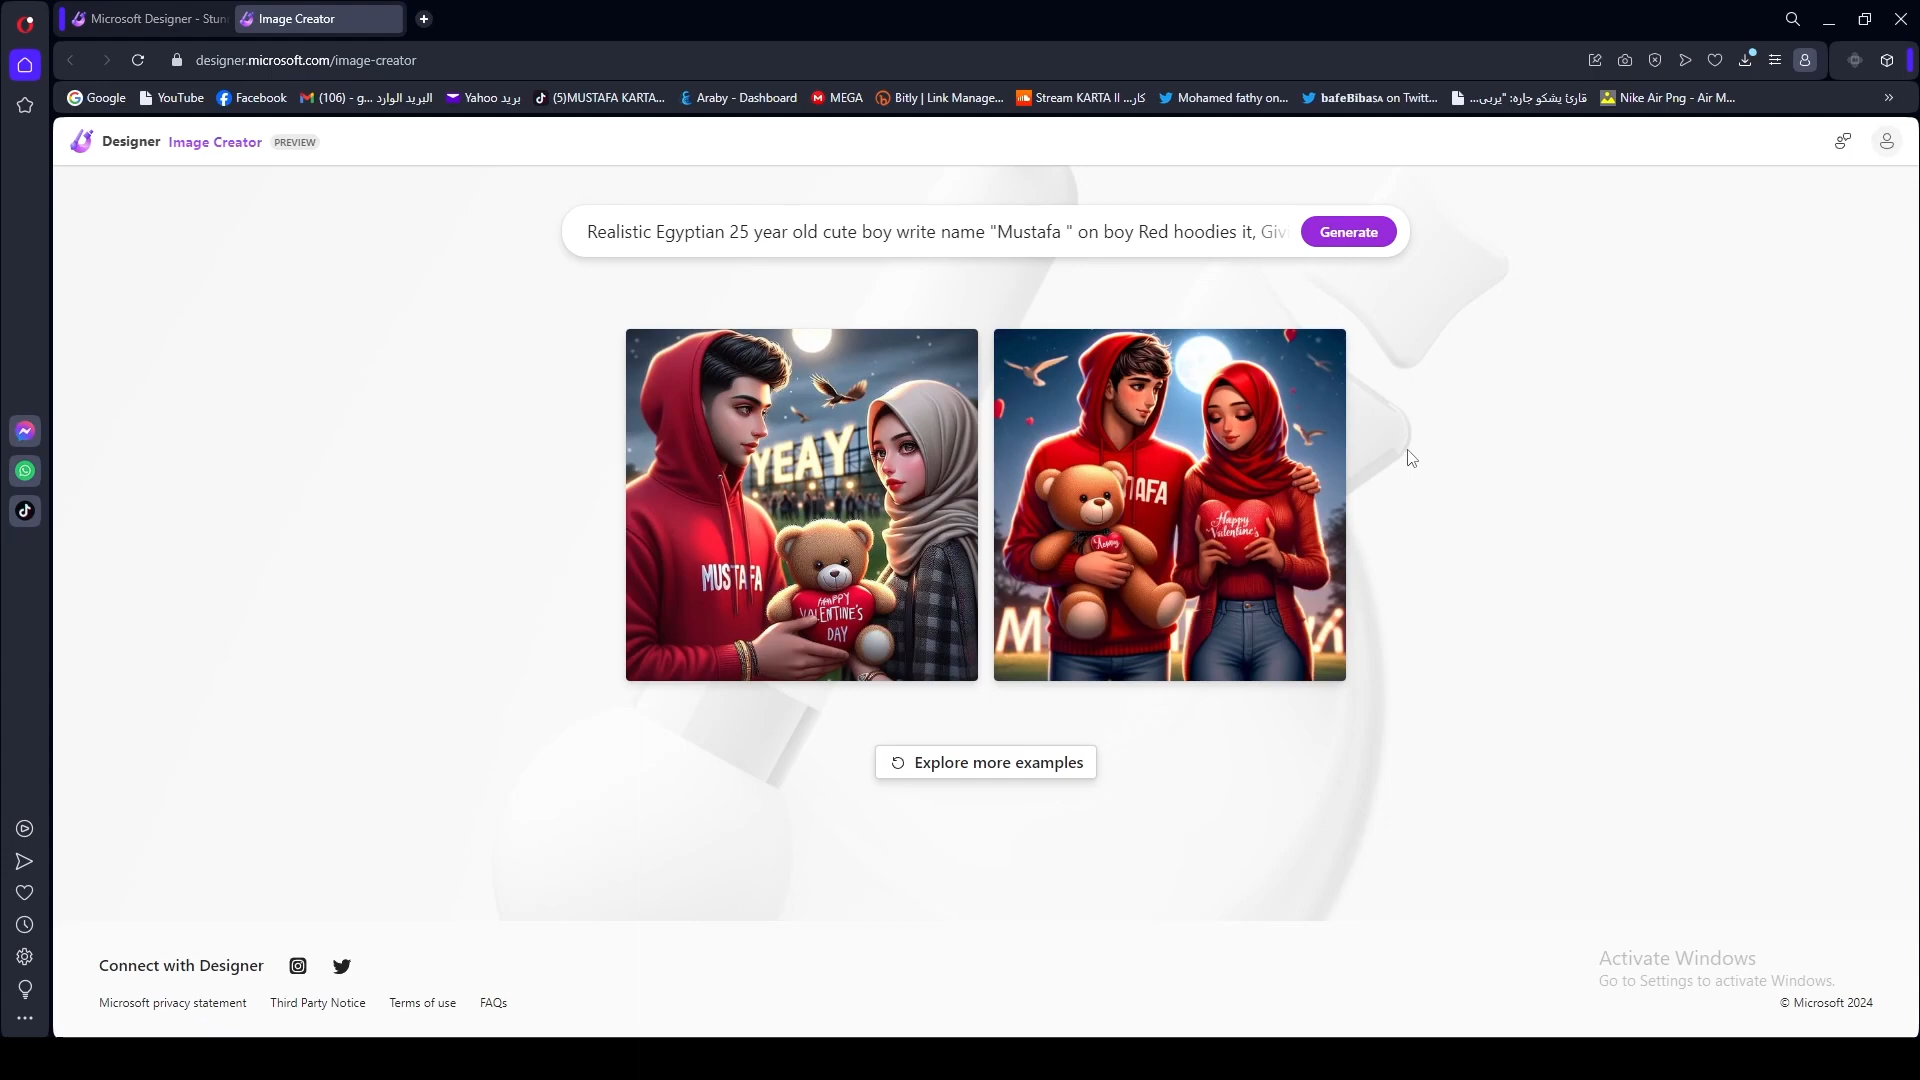 Microsoft Designer - Stun
Image Creator
designer.microsoft.com/image-creator
Google
YouTube
Facebook
(106) - g... البريد الوارد
Yahoo بريد
(5)MUSTAFA KARTA...
Araby - Dashboard
MEGA
Bitly | Link Manage...
Stream KARTA II ...كار
Mohamed fathy on...
bafeBibaSA on Twitt...
قارئ يشكو جاره: "يربي...
Nike Air Png - Air M...
Designer Image Creator PREVIEW
Realistic Egyptian 25 year old cute boy write name "Mustafa " on boy Red hoodies it, Givi
Generate
YEAY
MUSTAFA
HAPPY
VALENTINE'S
DAY
TAFA
Happy
Valentine's
Happy
Explore more examples
Connect with Designer
Activate Windows
Go to Settings to activate Windows.
Microsoft privacy statement
Third Party Notice
Terms of use
FAQs
© Microsoft 2024